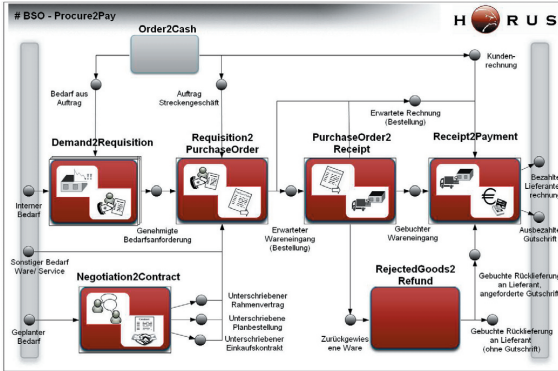 # BSO - Procure2Pay
HORUS
Order2Cash
Kunden-
rechnung
Bedarf aus
Auftrag
Auftrag
Streckengeschäft
Erwartete Rechnung
(Bestellung)
Demand2Requisition
Requisition2
PurchaseOrder
PurchaseOrder2
Receipt
Receipt2Payment
Interner
Bedarf
Genehmigte
Bedarfsanforderung
Erwarteter
Wareneingang
(Bestellung)
Gebuchter
Wareneingang
Bezahlte
Lieferanten
rechnung
Ausbezahlte
Gutschrift
Sonstiger Bedarf
Ware/ Service
Negotiation2Contract
RejectedGoods2
Refund
Gebuchte Rücklieferung
an Lieferant,
angeforderte Gutschrift
Geplanter
Bedarf
Unterschriebener
Rahmenvertrag
Unterschriebene
Planbestellung
Unterschriebener
Einkaufskontrakt
Zurückgewies
ene Ware
Gebuchte Rücklieferung
an Lieferant
(ohne Gutschrift)